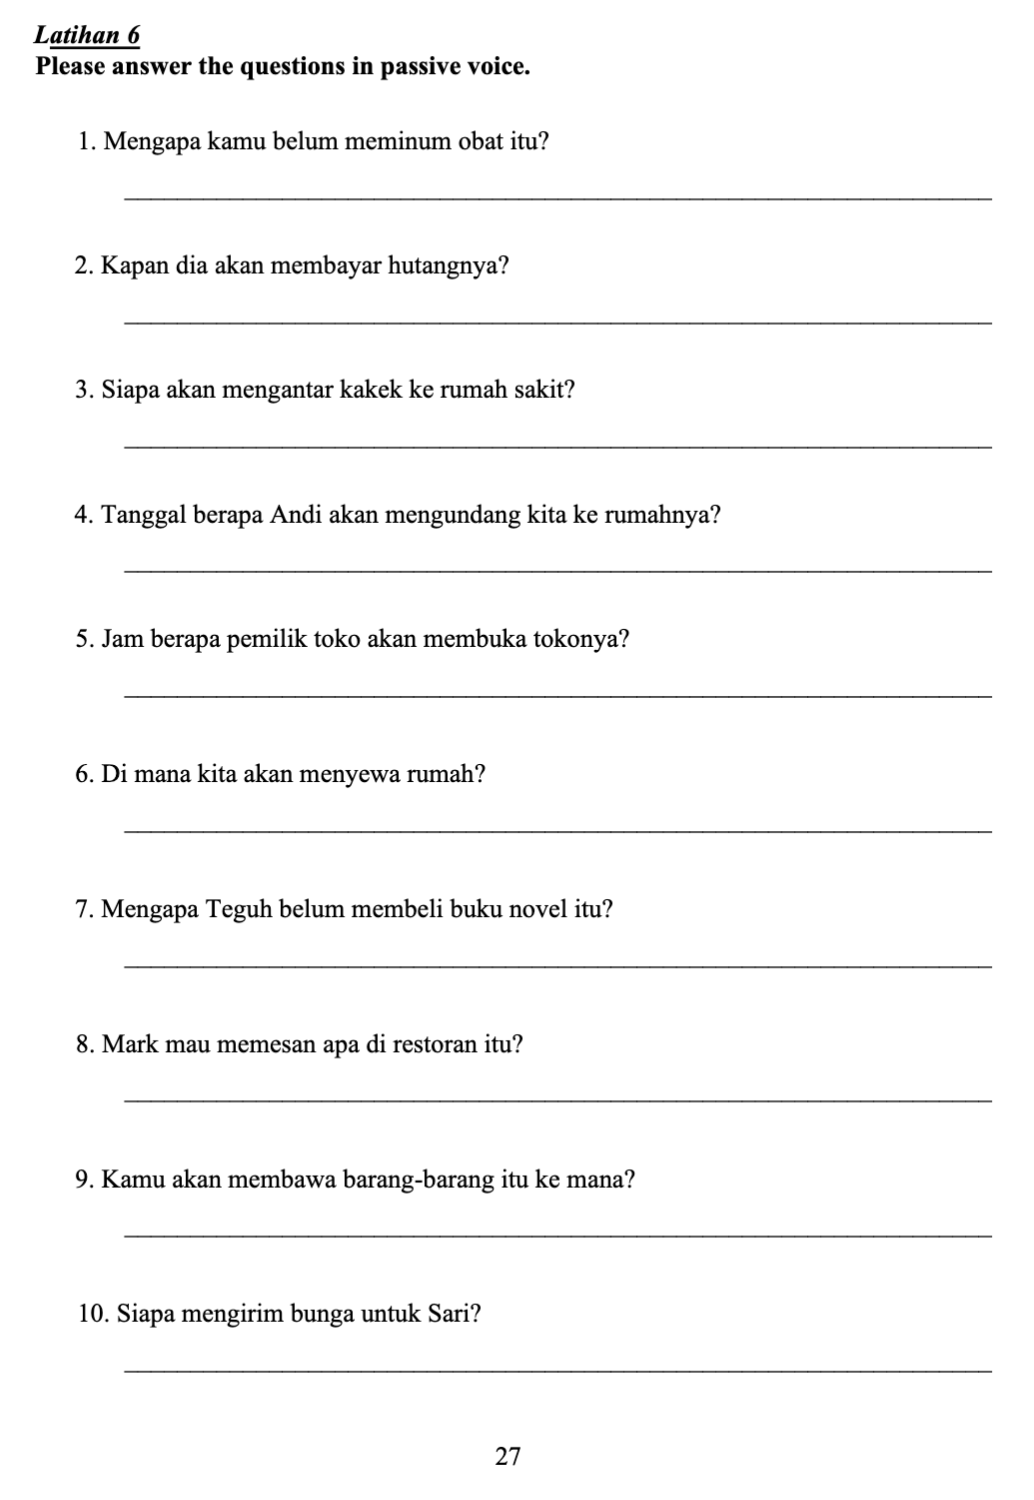 Latihan 6
Please answer the questions in passive voice.
1. Mengapa kamu belum meminum obat itu?
2. Kapan dia akan membayar hutangnya?
3. Siapa akan mengantar kakek ke rumah sakit?
4. Tanggal berapa Andi akan mengundang kita ke rumahnya?
5. Jam berapa pemilik toko akan membuka tokonya?
6. Di mana kita akan menyewa rumah?
7. Mengapa Teguh belum membeli buku novel itu?
8. Mark mau memesan apa di restoran itu?
9. Kamu akan membawa barang-barang itu ke mana?
10. Siapa mengirim bunga untuk Sari?
27